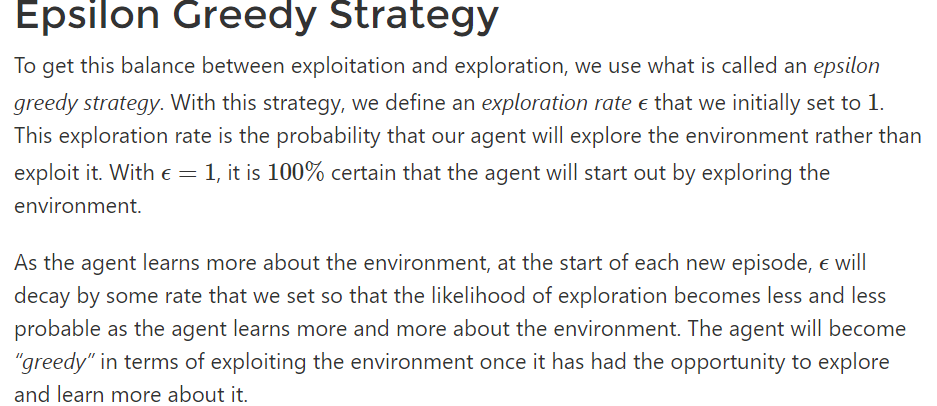 Epsilon Greedy Strategy
To get this balance between exploitation and exploration, we use what is called an epsilon
greedy strategy. With this strategy, we define an exploration rate ϵ that we initially set to 1.
This exploration rate is the probability that our agent will explore the environment rather than
exploit it. With ϵ = 1, it is 100% certain that the agent will start out by exploring the
environment.
As the agent learns more about the environment, at the start of each new episode, ϵ will
decay by some rate that we set so that the likelihood of exploration becomes less and less
probable as the agent learns more and more about the environment. The agent will become
“greedy” in terms of exploiting the environment once it has had the opportunity to explore
and learn more about it.